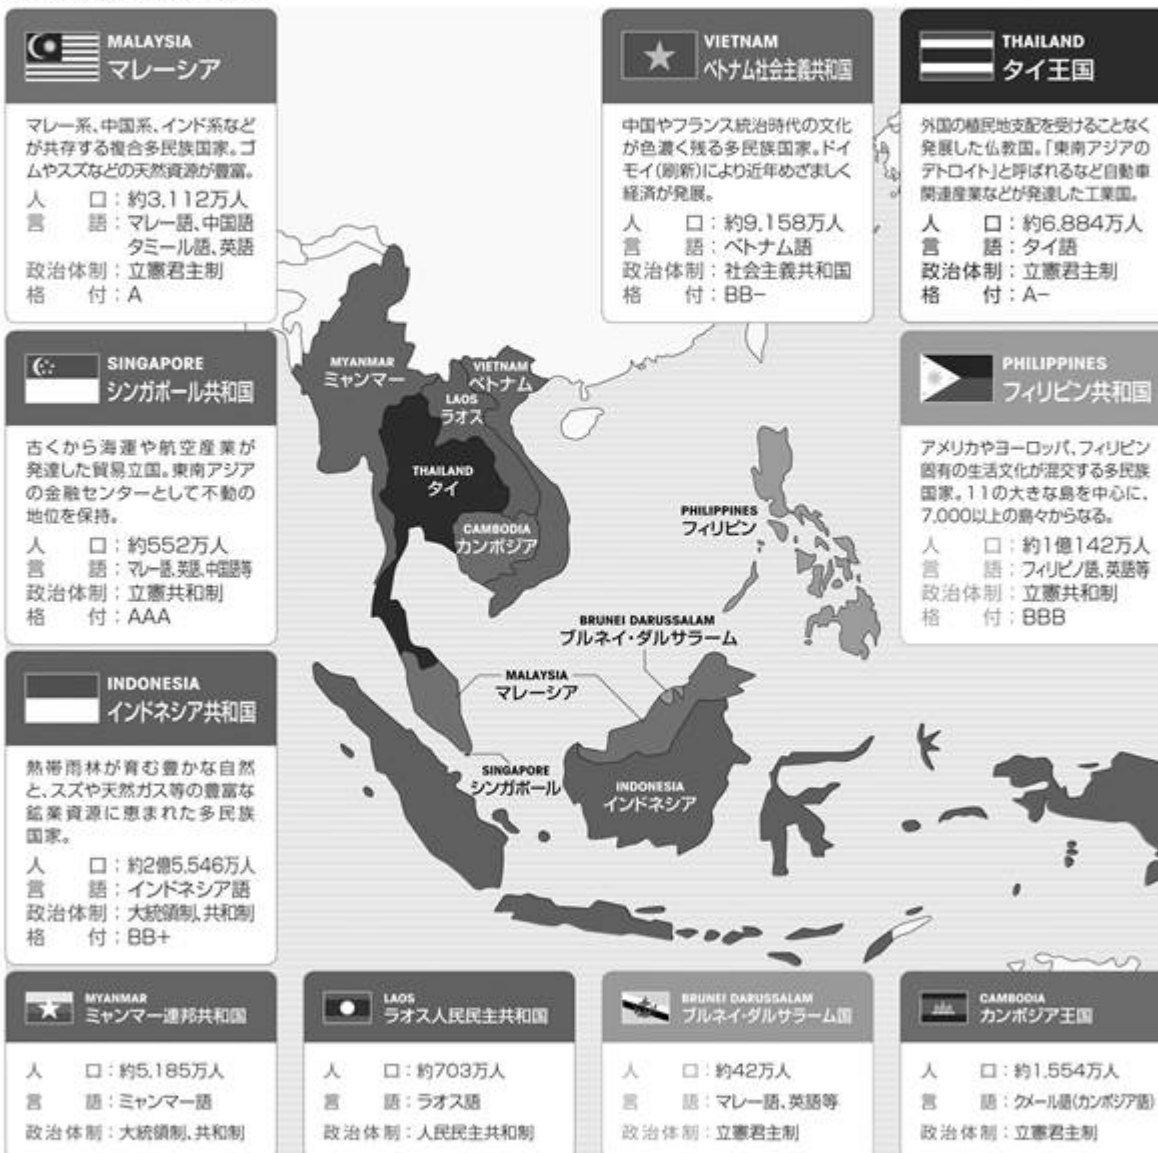 MALAYSIA
マレーシア
マレー系、中国系、インド系など
が共存する複合多民族国家。ゴ
ムやスズなどの天然資源が豊富。
人　口：約3,112万人
言　語：マレー語、中国語
タミール語、英語
政治体制：立憲君主制
格　付：A
VIETNAM
ベトナム社会主義共和国
中国やフランス統治時代の文化
が色濃く残る多民族国家。ドイ
モイ(刷新)により近年めざましく
経済が発展。
人　口：約9,158万人
言　語：ベトナム語
政治体制：社会主義共和国
格　付：BB−
THAILAND
タイ王国
外国の植民地支配を受けることなく
発展した仏教国。「東南アジアの
デトロイト」と呼ばれるなど自動車
関連産業などが発達した工業国。
人　口：約6,884万人
言　語：タイ語
政治体制：立憲君主制
格　付：A−
SINGAPORE
シンガポール共和国
古くから海運や航空産業が
発達した貿易立国。東南アジア
の金融センターとして不動の
地位を保持。
人　口：約552万人
言　語：マレー語、英語、中国語等
政治体制：立憲共和制
格　付：AAA
PHILIPPINES
フィリピン共和国
アメリカやヨーロッパ、フィリピン
固有の生活文化が混交する多民族
国家。11の大きな島を中心に、
7,000以上の島々からなる。
人　口：約1億142万人
言　語：フィリピノ語、英語等
政治体制：立憲共和制
格　付：BBB
INDONESIA
インドネシア共和国
熱帯雨林が育む豊かな自然
と、スズや天然ガス等の豊富な
鉱業資源に恵まれた多民族
国家。
人　口：約2億5,546万人
言　語：インドネシア語
政治体制：大統領制、共和制
格　付：BB+
MYANMAR
ミャンマー
VIETNAM
ベトナム
LAOS
ラオス
THAILAND
タイ
CAMBODIA
カンボジア
PHILIPPINES
フィリピン
BRUNEI DARUSSALAM
ブルネイ・ダルサラーム
MALAYSIA
マレーシア
SINGAPORE
シンガポール
INDONESIA
インドネシア
MYANMAR
ミャンマー連邦共和国
人　口：約5,185万人
言　語：ミャンマー語
政治体制：大統領制、共和制
LAOS
ラオス人民民主共和国
人　口：約703万人
言　語：ラオス語
政治体制：人民民主共和制
BRUNEI DARUSSALAM
ブルネイ・ダルサラーム国
人　口：約42万人
言　語：マレー語、英語等
政治体制：立憲君主制
CAMBODIA
カンボジア王国
人　口：約1,554万人
言　語：クメール語(カンボジア語)
政治体制：立憲君主制